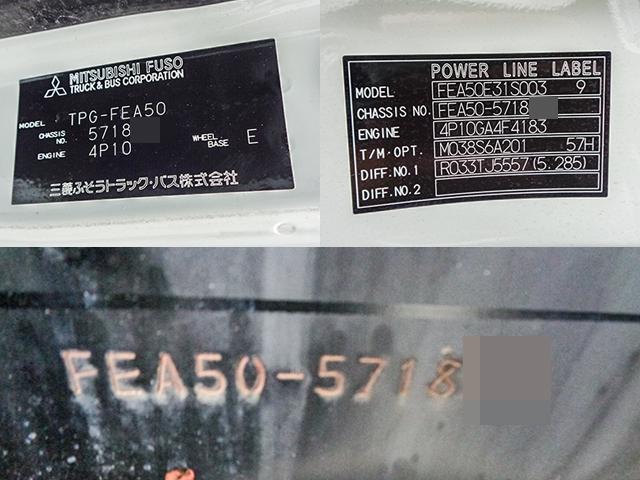 MITSUBISHI FUSO
TRUCK & BUS CORPORATION
MODEL TPG-FEA50
CHASSIS NO. 5718
ENGINE 4P10
WHEEL BASE E
三菱ふそうトラック・バス株式会社
POWER LINE LABEL
MODEL FEA50E31S003 9
CHASSIS NO. FEA50-5718
ENGINE 4P10GA4F4183
T/M·OPT. M038S6A201 57H
DIFF.NO.1 R033TJ5557(5.285)
DIFF.NO.2
FEA50-5718